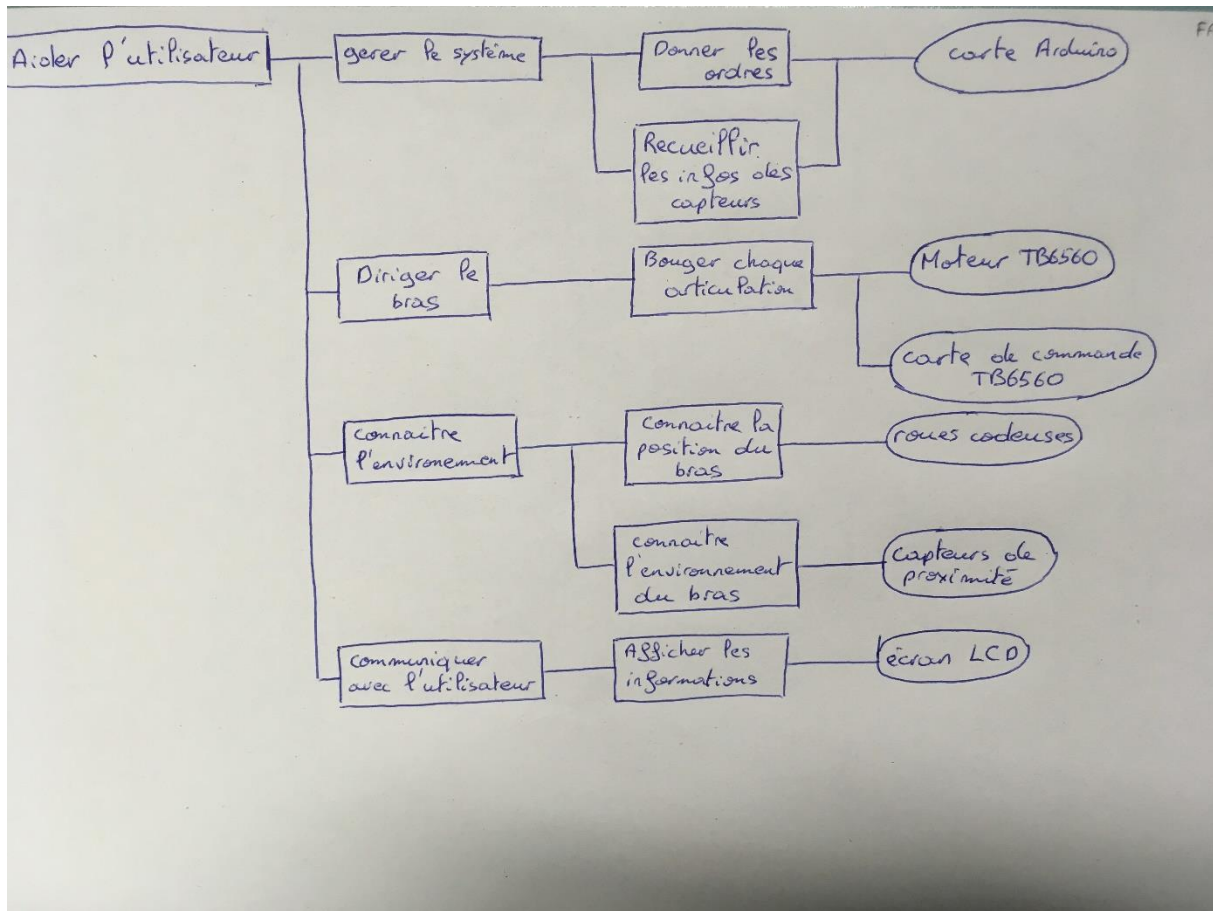 FA
Aider l'utilisateur
gerer le système
Donner les
ordres
carte Arduino
Recueillir
les infos des
capteurs
Diriger le
bras
Bouger chaque
articulation
Moteur TB6560
carte de commande
TB6560
connaitre
l'environement
connaitre la
position du
bras
roues codeuses
connaitre
l'environnement
du bras
capteurs de
proximité
communiquer
avec l'utilisateur
Afficher les
informations
écran LCD